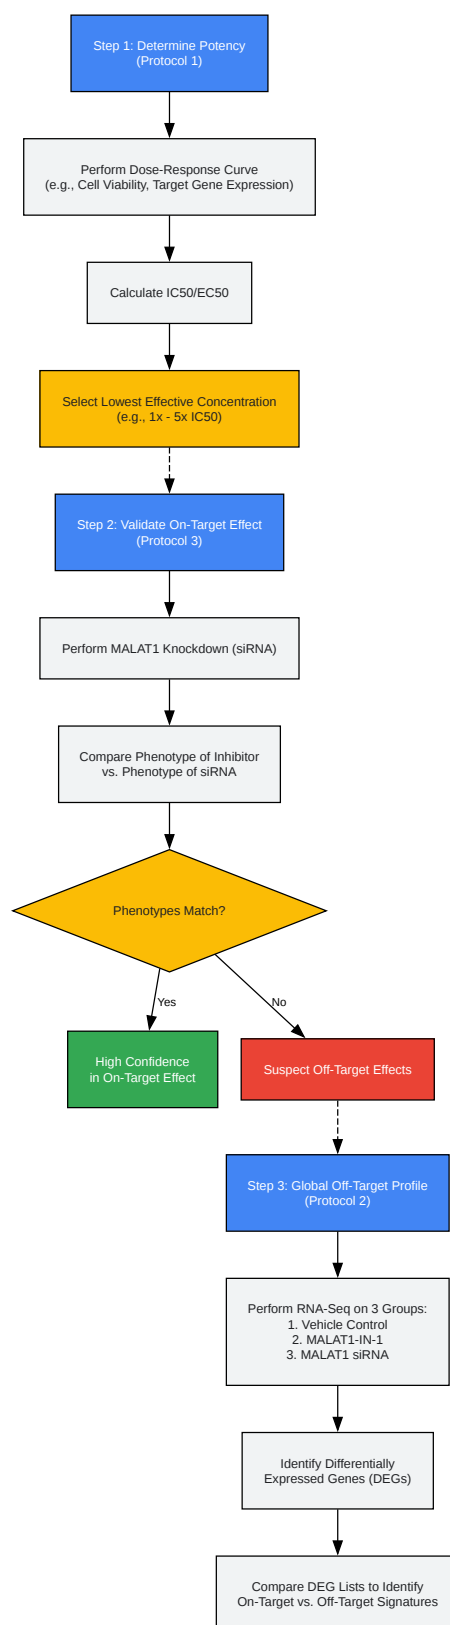 Step 1: Determine Potency
(Protocol 1)
Perform Dose-Response Curve
(e.g., Cell Viability, Target Gene Expression)
Calculate IC50/EC50
Select Lowest Effective Concentration
(e.g., 1x - 5x IC50)
Step 2: Validate On-Target Effect
(Protocol 3)
Perform MALAT1 Knockdown (siRNA)
Compare Phenotype of Inhibitor
vs. Phenotype of siRNA
Phenotypes Match?
Yes
No
High Confidence
in On-Target Effect
Suspect Off-Target Effects
Step 3: Global Off-Target Profile
(Protocol 2)
Perform RNA-Seq on 3 Groups:
1. Vehicle Control
2. MALAT1-IN-1
3. MALAT1 siRNA
Identify Differentially
Expressed Genes (DEGs)
Compare DEG Lists to Identify
On-Target vs. Off-Target Signatures